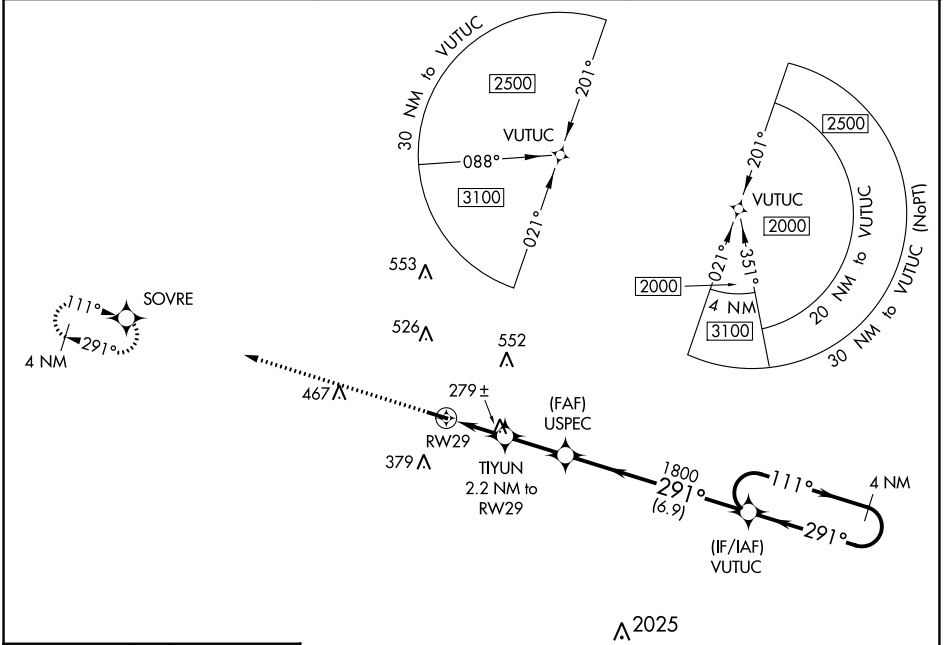 30 NM to VUTUC
2500
201°
VUTUC
088°
3100
021°
2500
201°
VUTUC
2000
021°
351°
2000
4 NM
3100
20 NM to VUTUC
30 NM to VUTUC (NoPT)
553
526
552
111°
SOVRE
291°
4 NM
467
279 ±
(FAF)
USPEC
RW29
379
TIYUN
2.2 NM to
RW29
1800
291°
(6.9)
111°
4 NM
291°
(IF/IAF)
VUTUC
2025